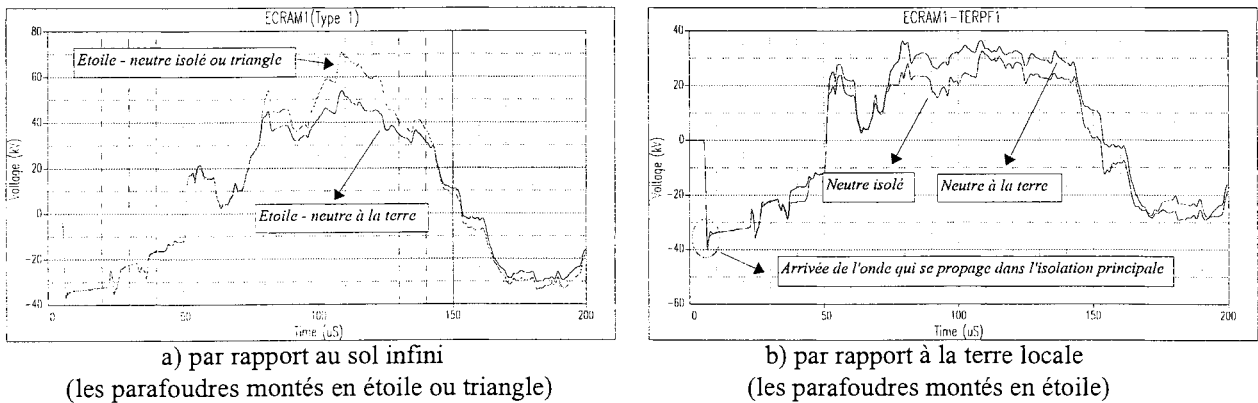 ECRAM1(Type 1)
Voltage (kV)
80
60
40
20
0
-20
-40
Etoile - neutre isolé ou triangle
Etoile - neutre à la terre
0
50
100
150
200
Time (uS)
a) par rapport au sol infini
(les parafoudres montés en étoile ou triangle)
ECRAM1-TERPF1
Voltage (kV)
40
20
0
-20
-40
-60
Neutre isolé
Neutre à la terre
Arrivée de l'onde qui se propage dans l'isolation principale
0
50
100
150
200
Time (uS)
b) par rapport à la terre locale
(les parafoudres montés en étoile)